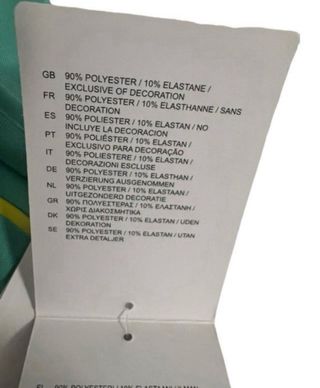 GB 90% POLYESTER / 10% ELASTANE /
EXCLUSIVE OF DECORATION
FR 90% POLYESTER / 10% ELASTHANNE / SANS
DECORATION
ES 90% POLIESTER / 10% ELASTAN / NO
INCLUYE LA DECORACION
PT 90% POLIÉSTER / 10% ELASTAN /
EXCLUSIVO PARA DECORAÇÃO
IT 90% POLIESTERE / 10% ELASTAN /
DECORAZIONI ESCLUSE
DE 90% POLYESTER / 10% ELASTHAN /
VERZIERUNG AUSGENOMMEN
NL 90% POLYESTER / 10% ELASTAAN /
UITGEZONDERD DECORATIE
GR 90% ΠΟΛΥΕΣΤΕΡΑΣ / 10% ΕΛΑΣΤΑΝΗ /
ΧΩΡΙΣ ΔΙΑΚΟΣΜΗΤΙΚΑ
DK 90% POLYESTER / 10% ELASTAN / UDEN
DEKORATION
SE 90% POLYESTER / 10% ELASTAN / UTAN
EXTRA DETALJER